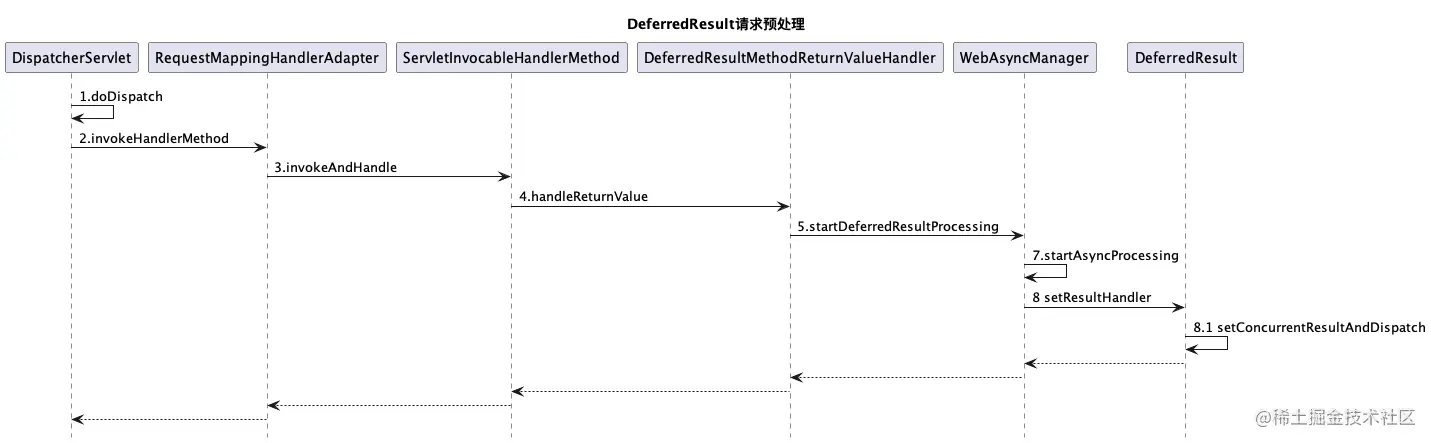 DeferredResult请求预处理
DispatcherServlet
RequestMappingHandlerAdapter
ServletInvocableHandlerMethod
DeferredResultMethodReturnValueHandler
WebAsyncManager
DeferredResult
1.doDispatch
2.invokeHandlerMethod
3.invokeAndHandle
4.handleReturnValue
5.startDeferredResultProcessing
7.startAsyncProcessing
8 setResultHandler
8.1 setConcurrentResultAndDispatch
@稀土掘金技术社区